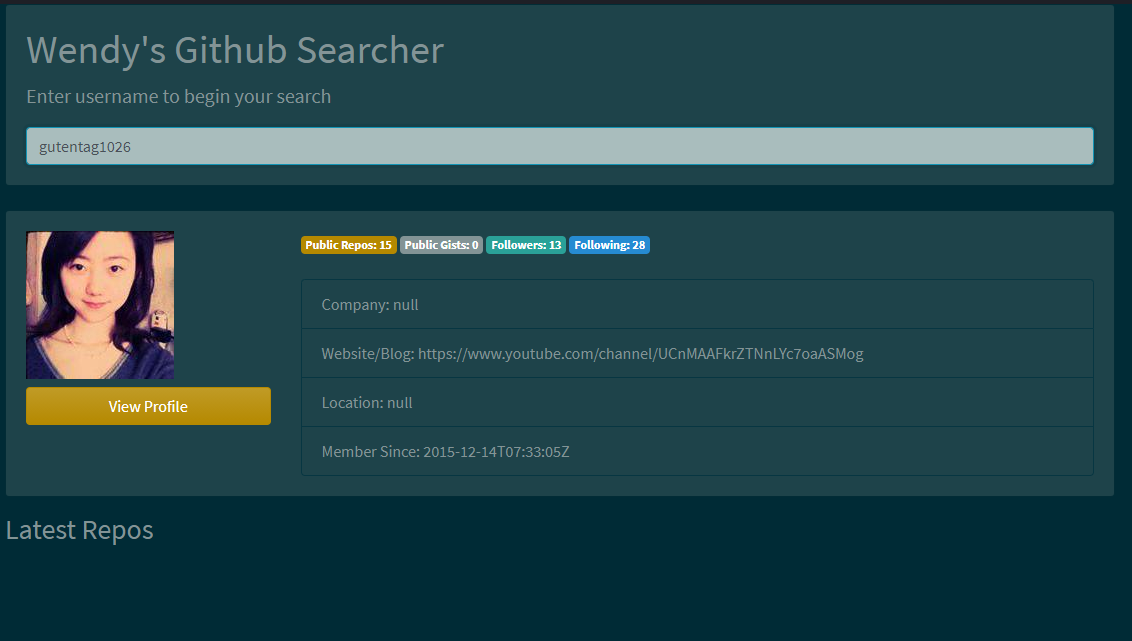 Wendy's Github Searcher
Enter username to begin your search
gutentag1026
Public Repos: 15 Public Gists: 0 Followers: 13 Following: 28
Company: null
Website/Blog: https://www.youtube.com/channel/UCnMAAFkrZTNnLYc7oaASMog
Location: null
Member Since: 2015-12-14T07:33:05Z
View Profile
Latest Repos